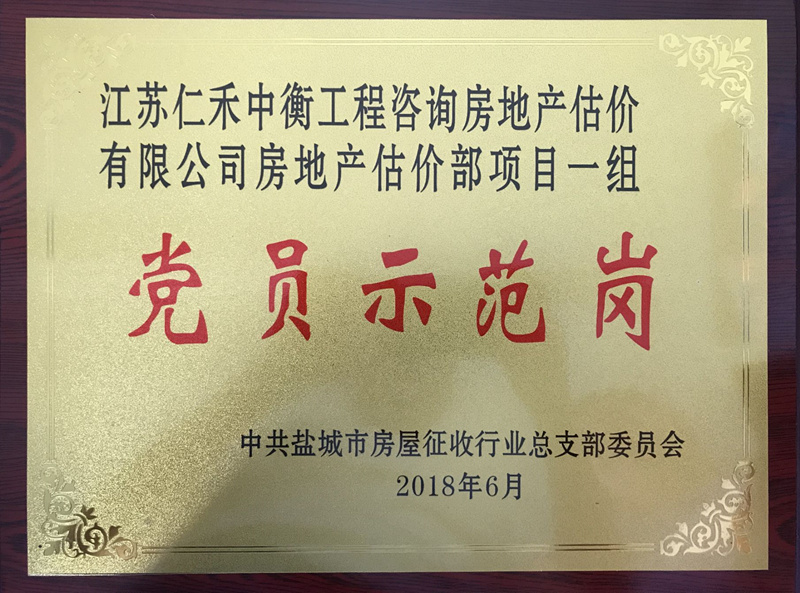 江苏仁禾中衡工程咨询房地产估价
有限公司房地产估价部项目一组
党员示范岗
中共盐城市房屋征收行业总支部委员会
2018年6月